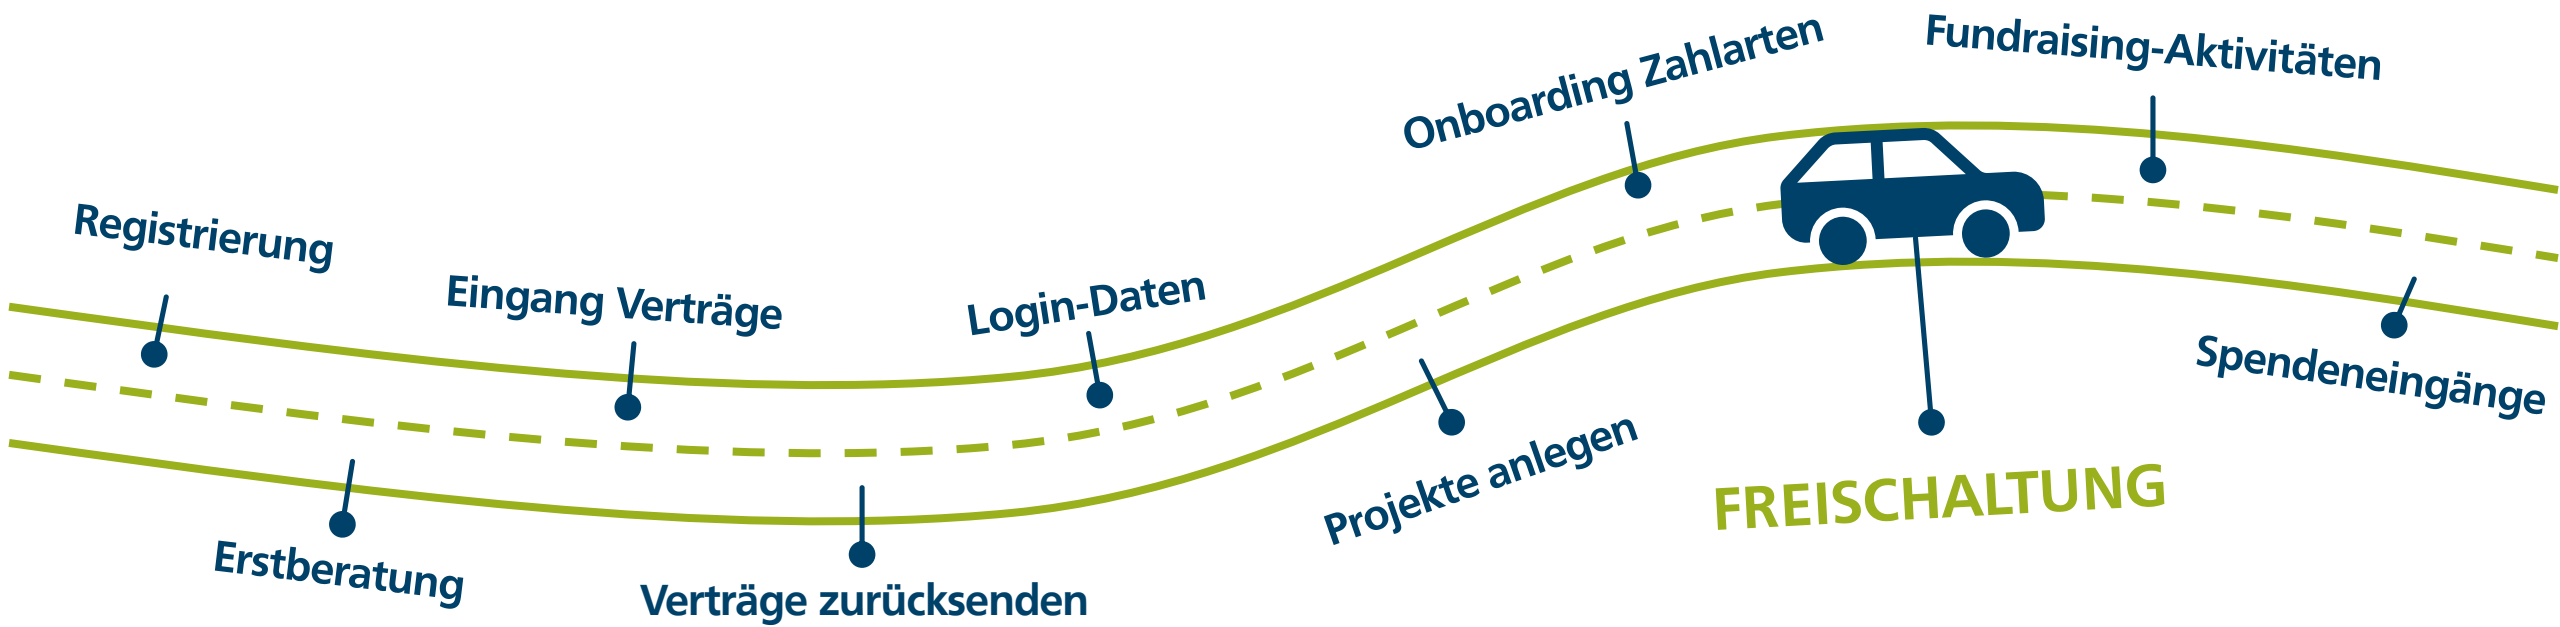 Registrierung
Erstberatung
Eingang Verträge
Verträge zurücksenden
Login-Daten
Projekte anlegen
Onboarding Zahlarten
FREISCHALTUNG
Fundraising-Aktivitäten
Spendeneingänge